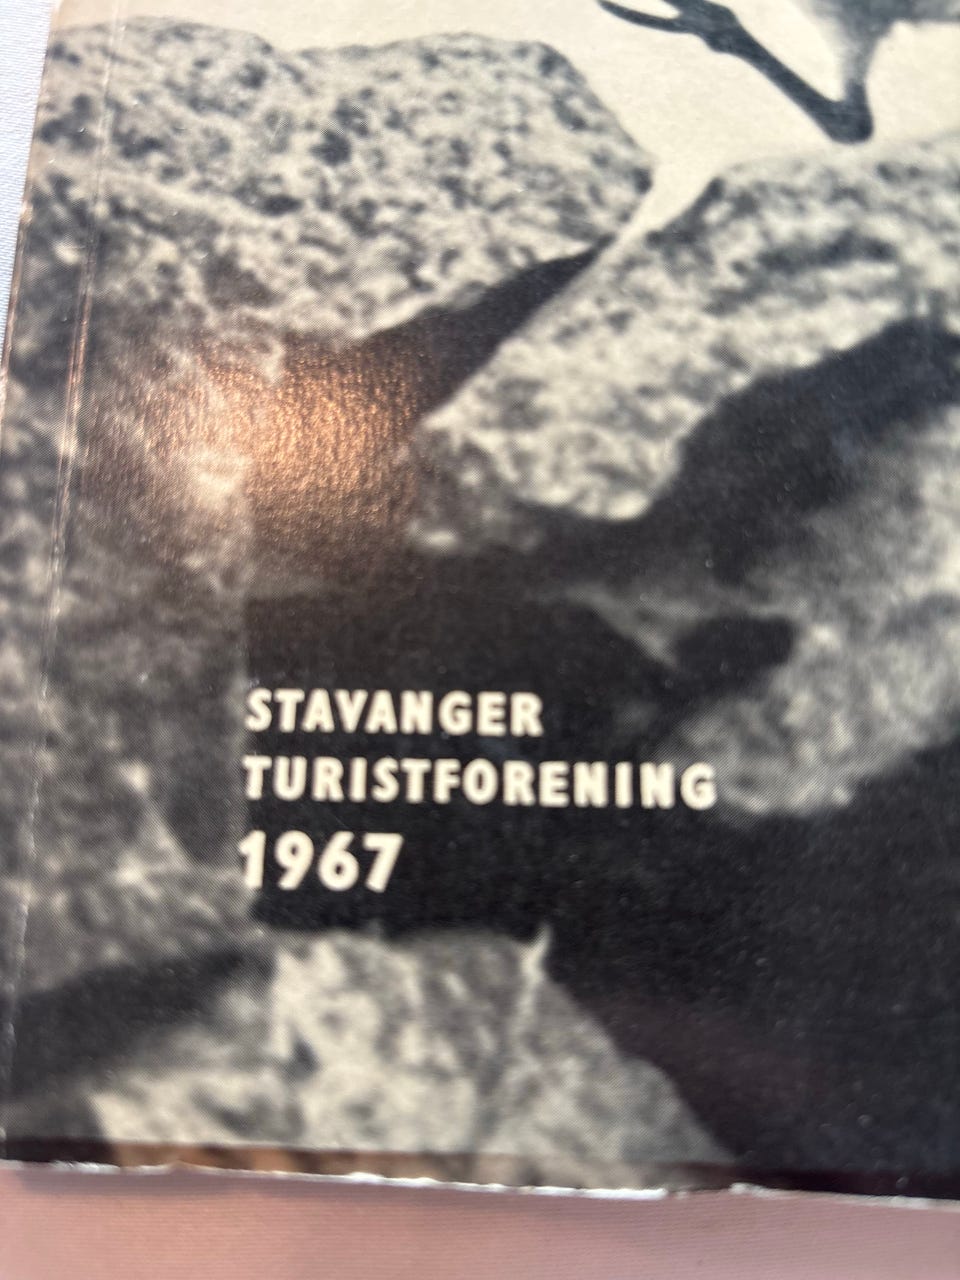 STAVANGER
TURISTFORENING
1967